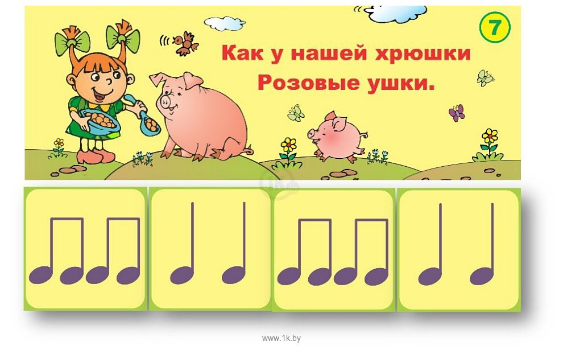 7
Как у нашей хрюшки
Розовые ушки.
www.1k.by